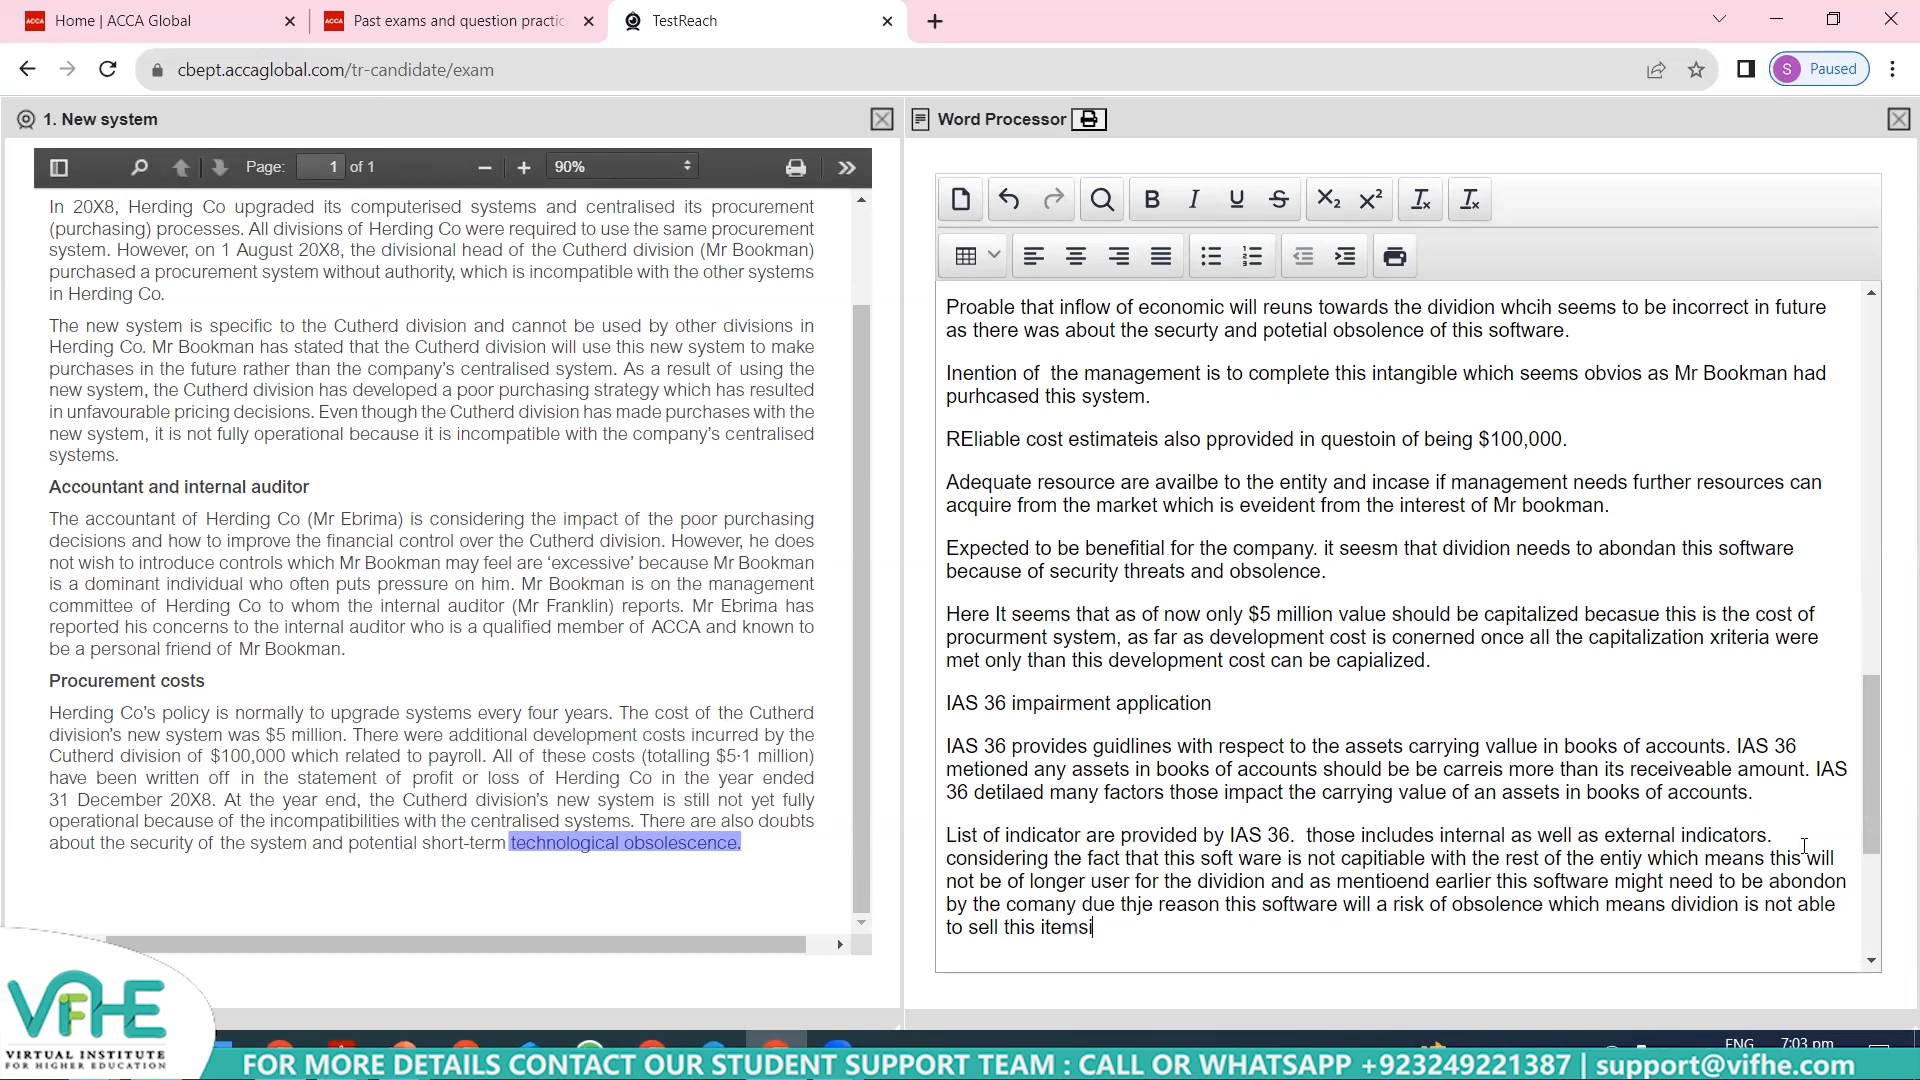 Home | ACCA Global
Past exams and question practic
TestReach
cbept.accaglobal.com/tr-candidate/exam
S Paused
1. New system
Page: 1 of 1
90%
In 20X8, Herding Co upgraded its computerised systems and centralised its procurement
(purchasing) processes. All divisions of Herding Co were required to use the same procurement
system. However, on 1 August 20X8, the divisional head of the Cutherd division (Mr Bookman)
purchased a procurement system without authority, which is incompatible with the other systems
in Herding Co.
The new system is specific to the Cutherd division and cannot be used by other divisions in
Herding Co. Mr Bookman has stated that the Cutherd division will use this new system to make
purchases in the future rather than the company's centralised system. As a result of using the
new system, the Cutherd division has developed a poor purchasing strategy which has resulted
in unfavourable pricing decisions. Even though the Cutherd division has made purchases with the
new system, it is not fully operational because it is incompatible with the company's centralised
systems.
Accountant and internal auditor
The accountant of Herding Co (Mr Ebrima) is considering the impact of the poor purchasing
decisions and how to improve the financial control over the Cutherd division. However, he does
not wish to introduce controls which Mr Bookman may feel are 'excessive' because Mr Bookman
is a dominant individual who often puts pressure on him. Mr Bookman is on the management
committee of Herding Co to whom the internal auditor (Mr Franklin) reports. Mr Ebrima has
reported his concerns to the internal auditor who is a qualified member of ACCA and known to
be a personal friend of Mr Bookman.
Procurement costs
Herding Co's policy is normally to upgrade systems every four years. The cost of the Cutherd
division's new system was $5 million. There were additional development costs incurred by the
Cutherd division of $100,000 which related to payroll. All of these costs (totalling $5·1 million)
have been written off in the statement of profit or loss of Herding Co in the year ended
31 December 20X8. At the year end, the Cutherd division's new system is still not yet fully
operational because of the incompatibilities with the centralised systems. There are also doubts
about the security of the system and potential short-term technological obsolescence.
Word Processor
Proable that inflow of economic will reuns towards the dividion whcih seems to be incorrect in future
as there was about the securty and potetial obsolence of this software.
Inention of  the management is to complete this intangible which seems obvios as Mr Bookman had
purhcased this system.
REliable cost estimateis also pprovided in questoin of being $100,000.
Adequate resource are availbe to the entity and incase if management needs further resources can
acquire from the market which is eveident from the interest of Mr bookman.
Expected to be benefitial for the company. it seesm that dividion needs to abondan this software
because of security threats and obsolence.
Here It seems that as of now only $5 million value should be capitalized becasue this is the cost of
procurment system, as far as development cost is conerned once all the capitalization xriteria were
met only than this development cost can be capialized.
IAS 36 impairment application
IAS 36 provides guidlines with respect to the assets carrying vallue in books of accounts. IAS 36
metioned any assets in books of accounts should be be carreis more than its receiveable amount. IAS
36 detilaed many factors those impact the carrying value of an assets in books of accounts.
List of indicator are provided by IAS 36.  those includes internal as well as external indicators.
considering the fact that this soft ware is not capitiable with the rest of the entiy which means this will
not be of longer user for the dividion and as mentioend earlier this software might need to be abondon
by the comany due thje reason this software will a risk of obsolence which means dividion is not able
to sell this itemsi
VFHE
VIRTUAL INSTITUTE
FOR HIGHER EDUCATION
ENG
7:03 pm
FOR MORE DETAILS CONTACT OUR STUDENT SUPPORT TEAM : CALL OR WHATSAPP +923249221387 | support@vifhe.com